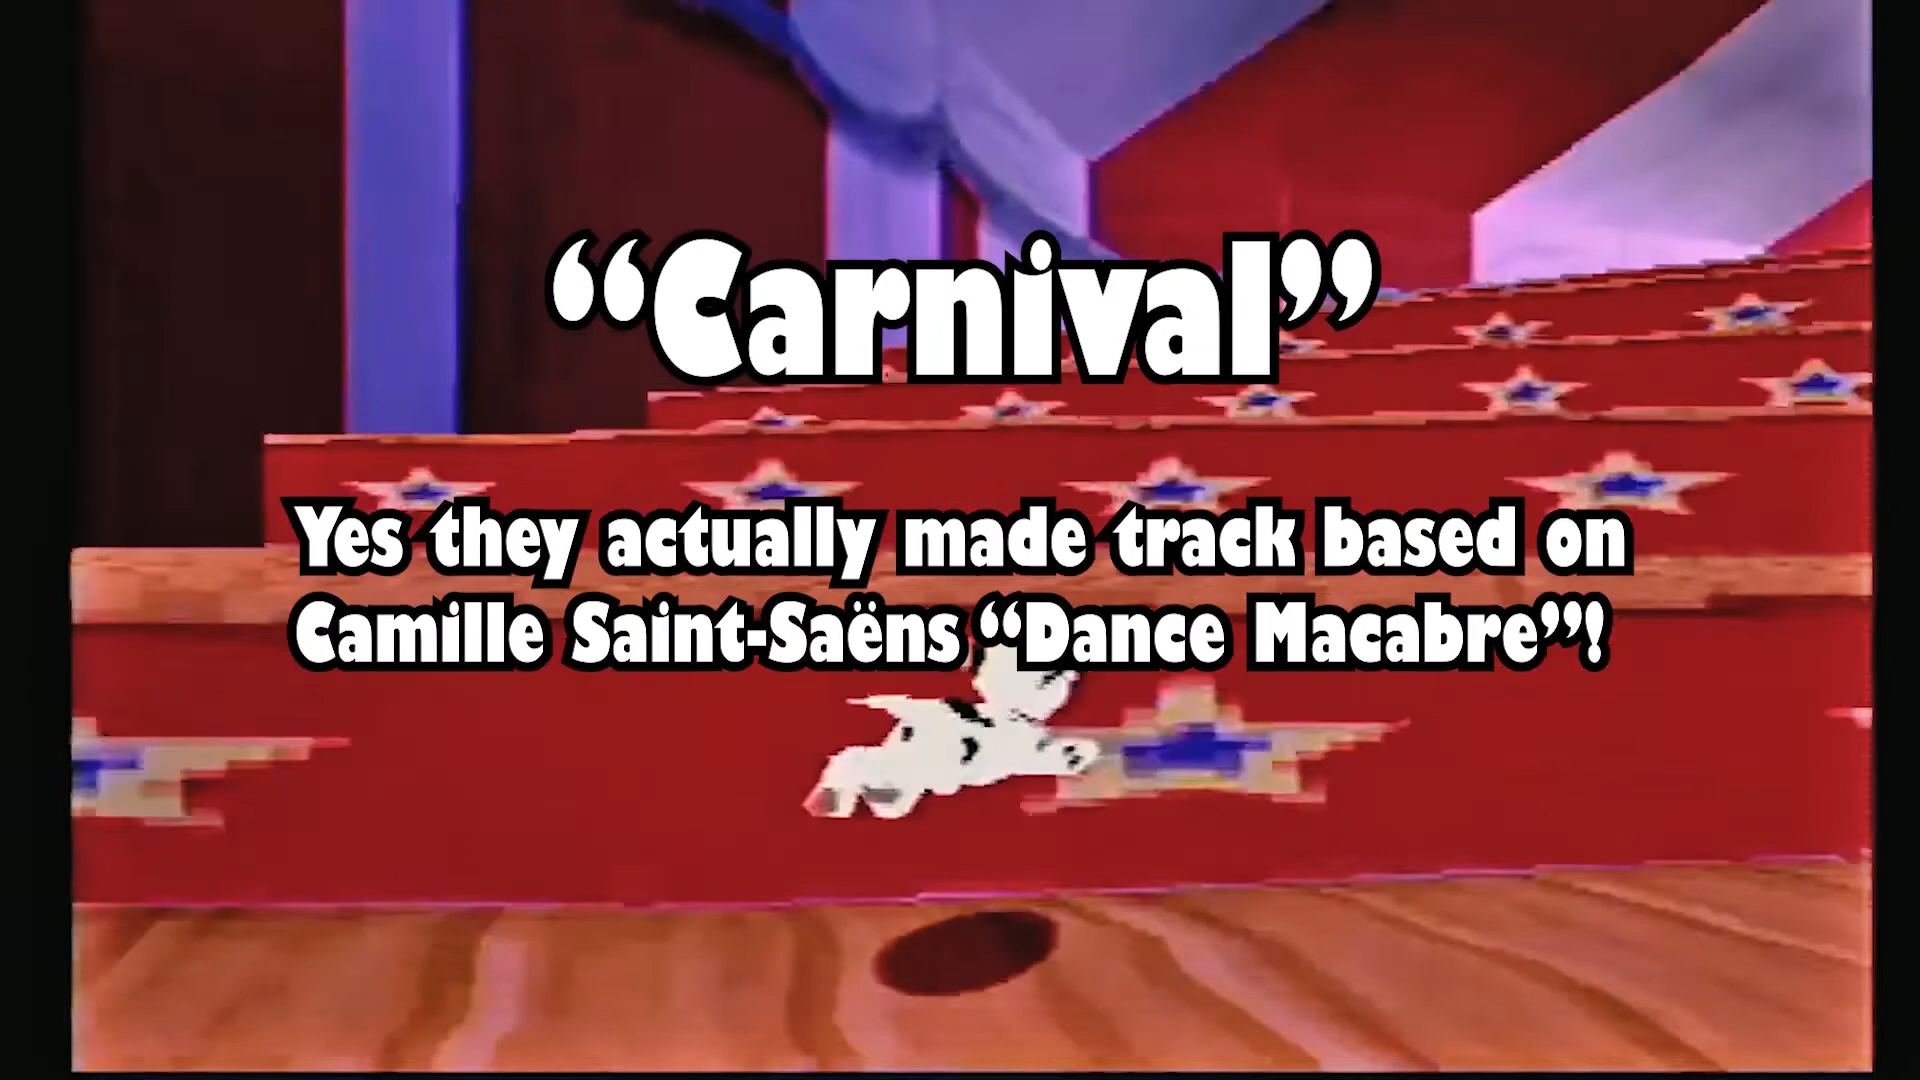 “Carnival”
Yes they actually made track based on
Camille Saint-Saëns “Dance Macabre”!